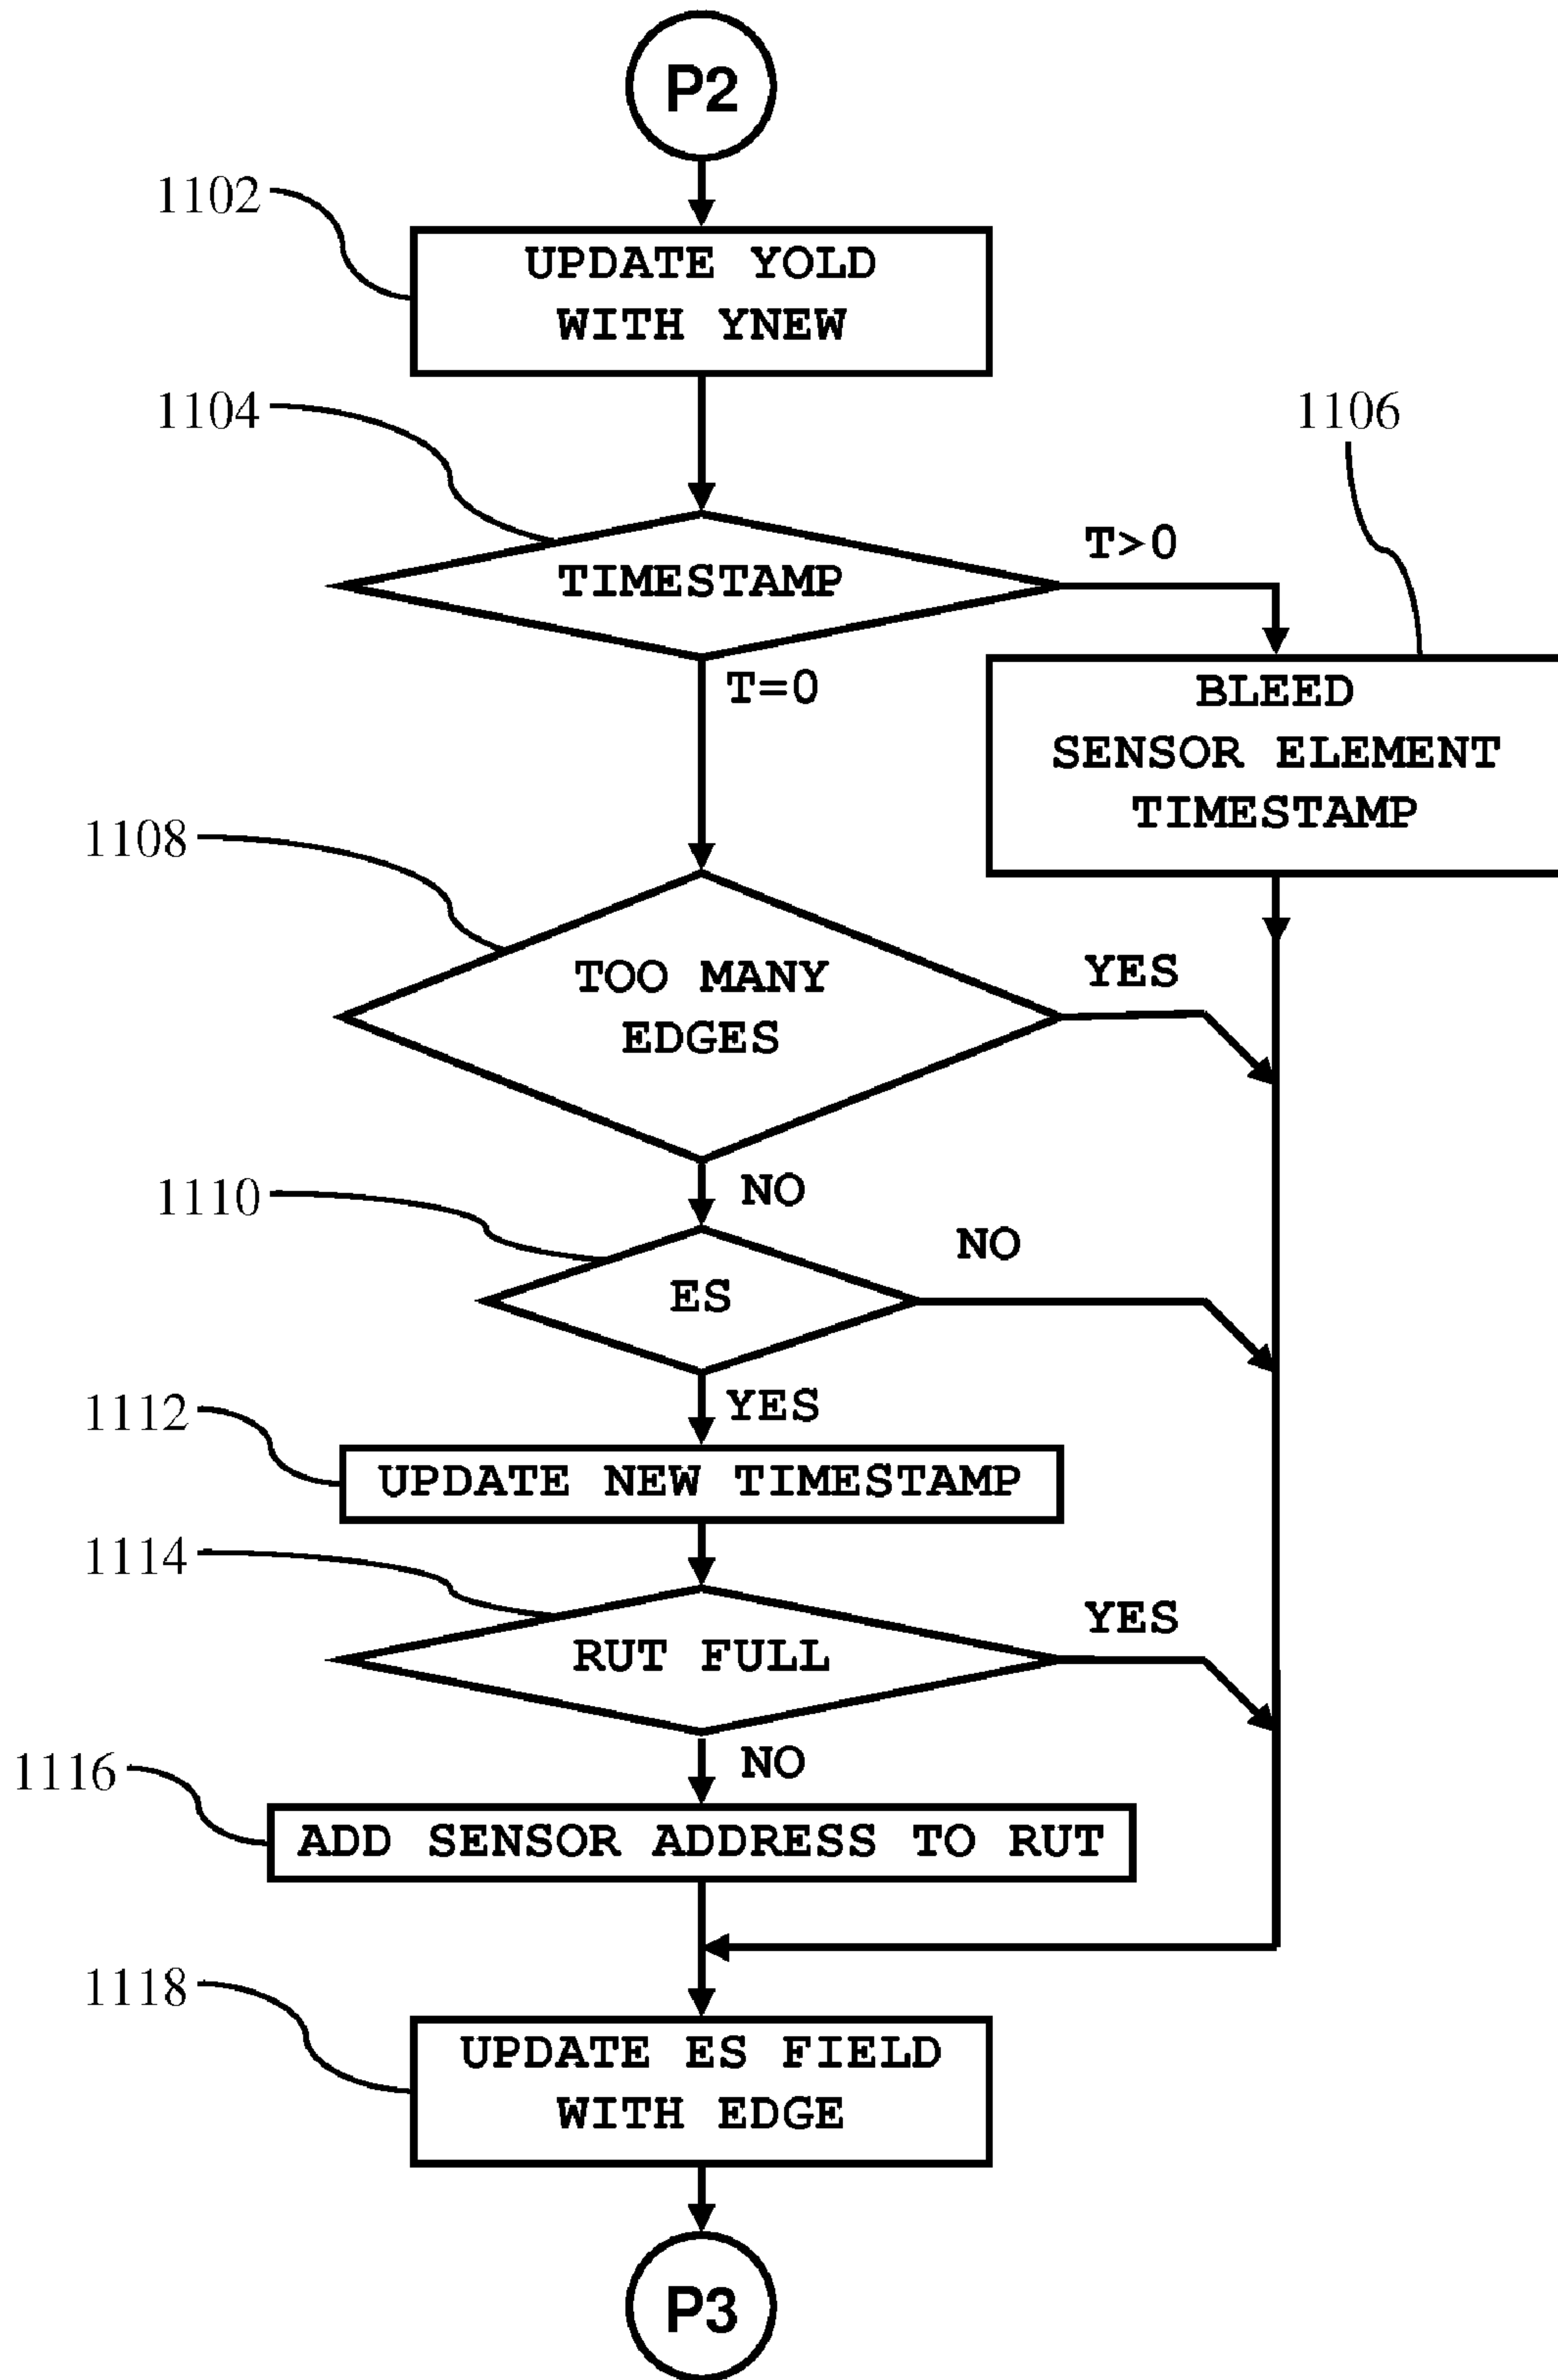 P2
1102
UPDATE YOLD
WITH YNEW
1104
1106
TIMESTAMP
T>0
T=0
BLEED
SENSOR ELEMENT
TIMESTAMP
1108
TOO MANY
EDGES
YES
NO
1110
ES
NO
YES
1112
UPDATE NEW TIMESTAMP
1114
RUT FULL
YES
NO
1116
ADD SENSOR ADDRESS TO RUT
1118
UPDATE ES FIELD
WITH EDGE
P3